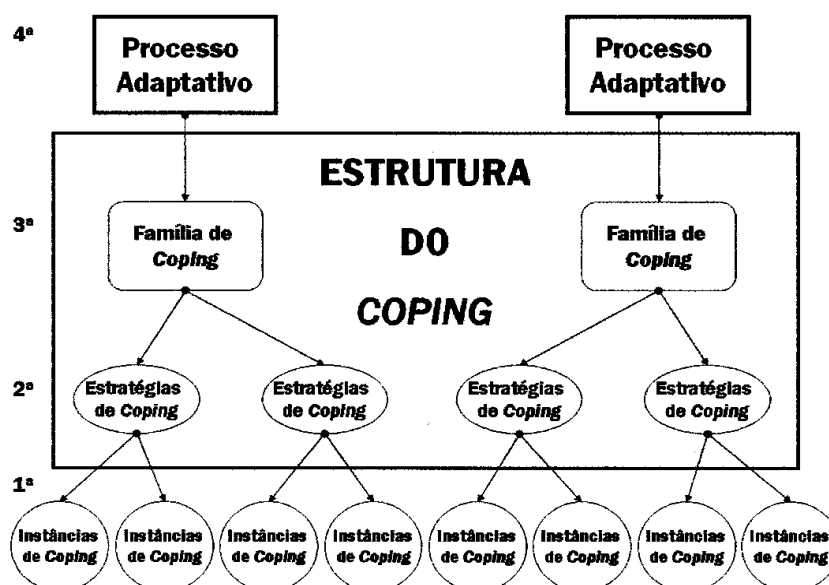 4ª
Processo
Adaptativo
Processo
Adaptativo
ESTRUTURA
DO
COPING
3ª
Família de
Coping
Família de
Coping
2ª
Estratégias
de Coping
Estratégias
de Coping
Estratégias
de Coping
Estratégias
de Coping
1ª
Instâncias
de Coping
Instâncias
de Coping
Instâncias
de Coping
Instâncias
de Coping
Instâncias
de Coping
Instâncias
de Coping
Instâncias
de Coping
Instâncias
de Coping